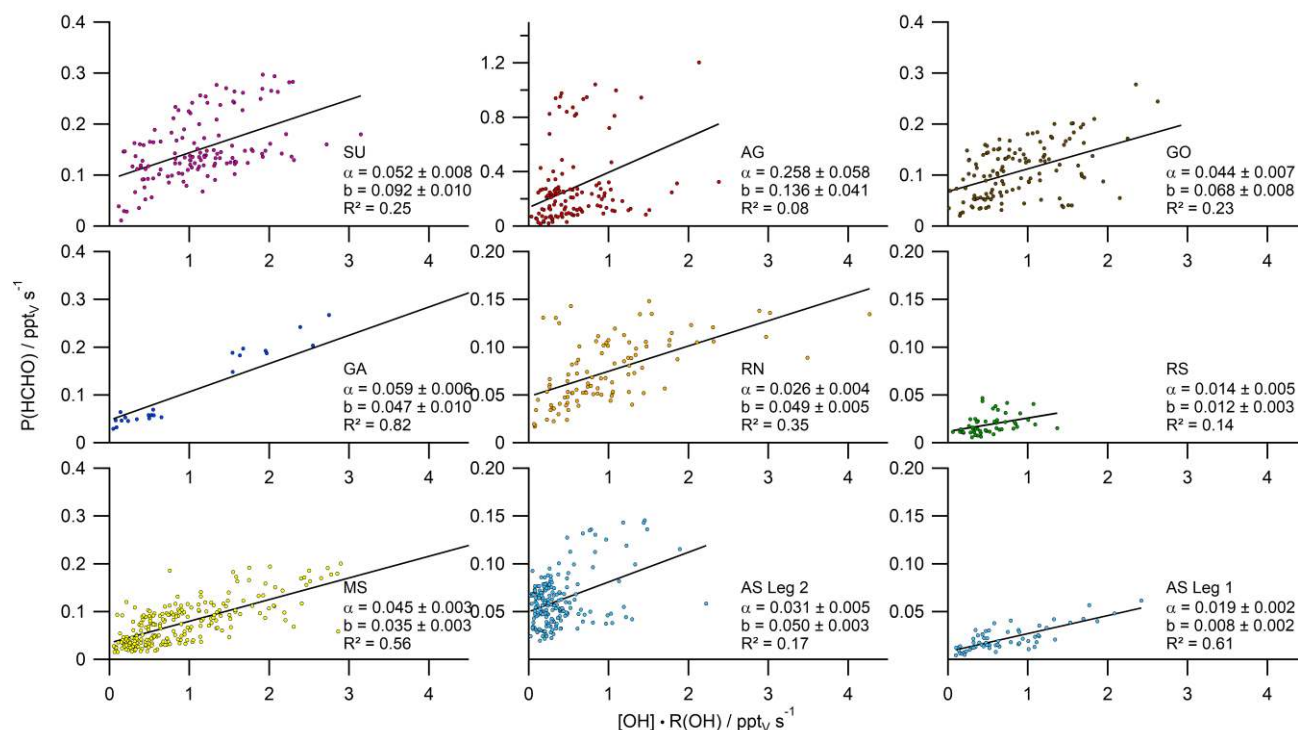 0.4
0.3
0.2
0.1
0
1
2
3
4
SU
α = 0.052 ± 0.008
b = 0.092 ± 0.010
R² = 0.25
1.2
0.8
0.4
0
1
2
3
4
AG
α = 0.258 ± 0.058
b = 0.136 ± 0.041
R² = 0.08
0.4
0.3
0.2
0.1
0
1
2
3
4
GO
α = 0.044 ± 0.007
b = 0.068 ± 0.008
R² = 0.23
P(HCHO) / pptᵥ s⁻¹
0.4
0.3
0.2
0.1
0
1
2
3
4
GA
α = 0.059 ± 0.006
b = 0.047 ± 0.010
R² = 0.82
0.20
0.15
0.10
0.05
0
1
2
3
4
RN
α = 0.026 ± 0.004
b = 0.049 ± 0.005
R² = 0.35
0.20
0.15
0.10
0.05
0
1
2
3
4
RS
α = 0.014 ± 0.005
b = 0.012 ± 0.003
R² = 0.14
0.4
0.3
0.2
0.1
0
0
1
2
3
4
MS
α = 0.045 ± 0.003
b = 0.035 ± 0.003
R² = 0.56
0.20
0.15
0.10
0.05
0
1
2
3
4
AS Leg 2
α = 0.031 ± 0.005
b = 0.050 ± 0.003
R² = 0.17
0.20
0.15
0.10
0.05
0
1
2
3
4
AS Leg 1
α = 0.019 ± 0.002
b = 0.008 ± 0.002
R² = 0.61
[OH] • R(OH) / pptᵥ s⁻¹